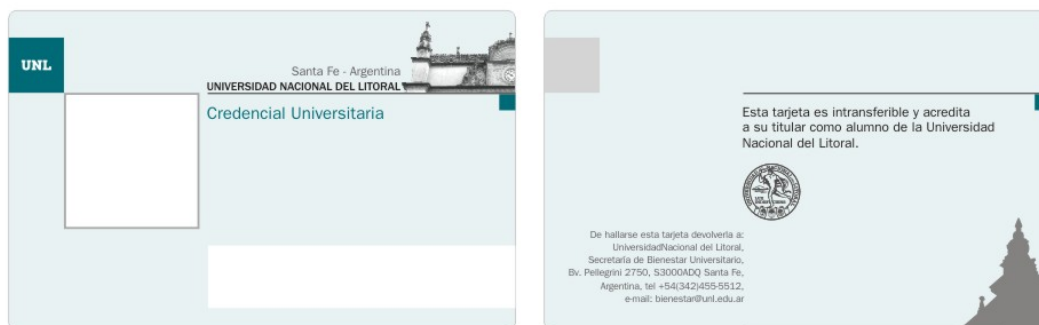 UNL
Santa Fe - Argentina
UNIVERSIDAD NACIONAL DEL LITORAL
Credencial Universitaria
Esta tarjeta es intransferible y acredita
a su titular como alumno de la Universidad
Nacional del Litoral.
De hallarse esta tarjeta devolverla a:
UniversidadNacional del Litoral,
Secretaría de Bienestar Universitario,
Bv. Pellegrini 2750, S3000ADQ Santa Fe,
Argentina, tel +54(342)455-5512,
e-mail: bienestar@unl.edu.ar